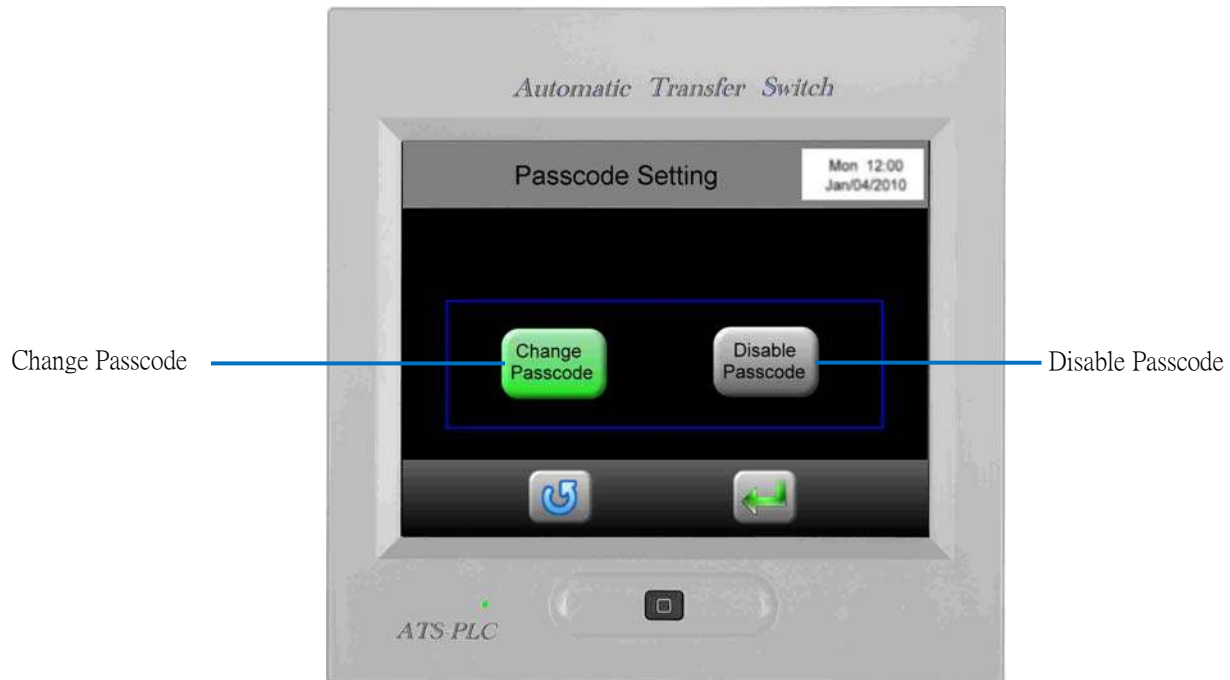 Automatic Transfer Switch
Passcode Setting
Mon 12:00
Jan/04/2010
Change Passcode
Change
Passcode
Disable
Passcode
Disable Passcode
ATS-PLC